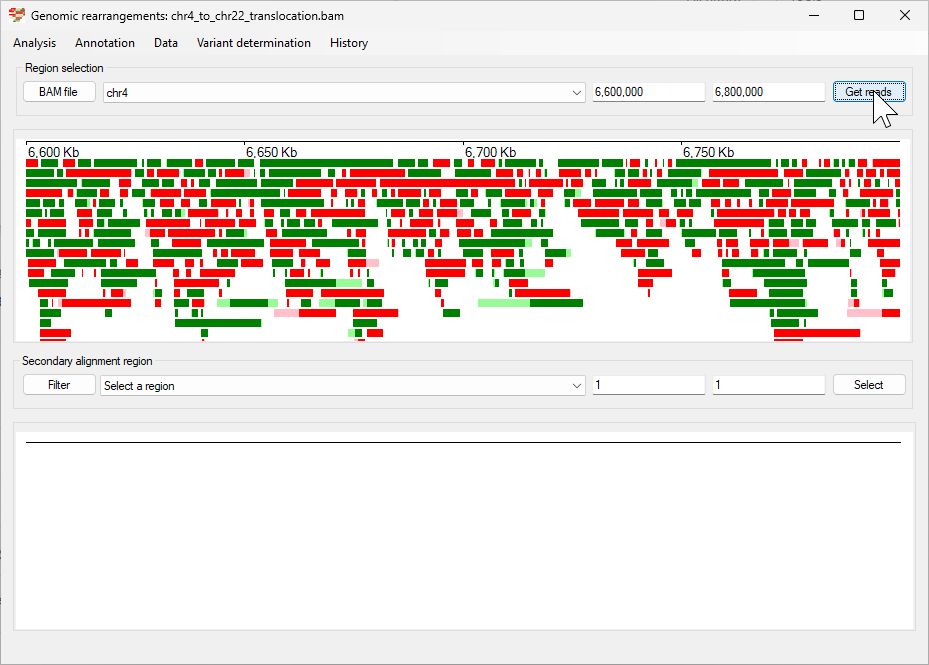 Genomic rearrangements: chr4_to_chr22_translocation.bam
Analysis Annotation Data Variant determination History
Region selection
BAM file chr4 6,600,000 6,800,000 Get reads
6,600 Kb 6,650 Kb 6,700 Kb 6,750 Kb
Secondary alignment region
Filter Select a region 1 1 Select